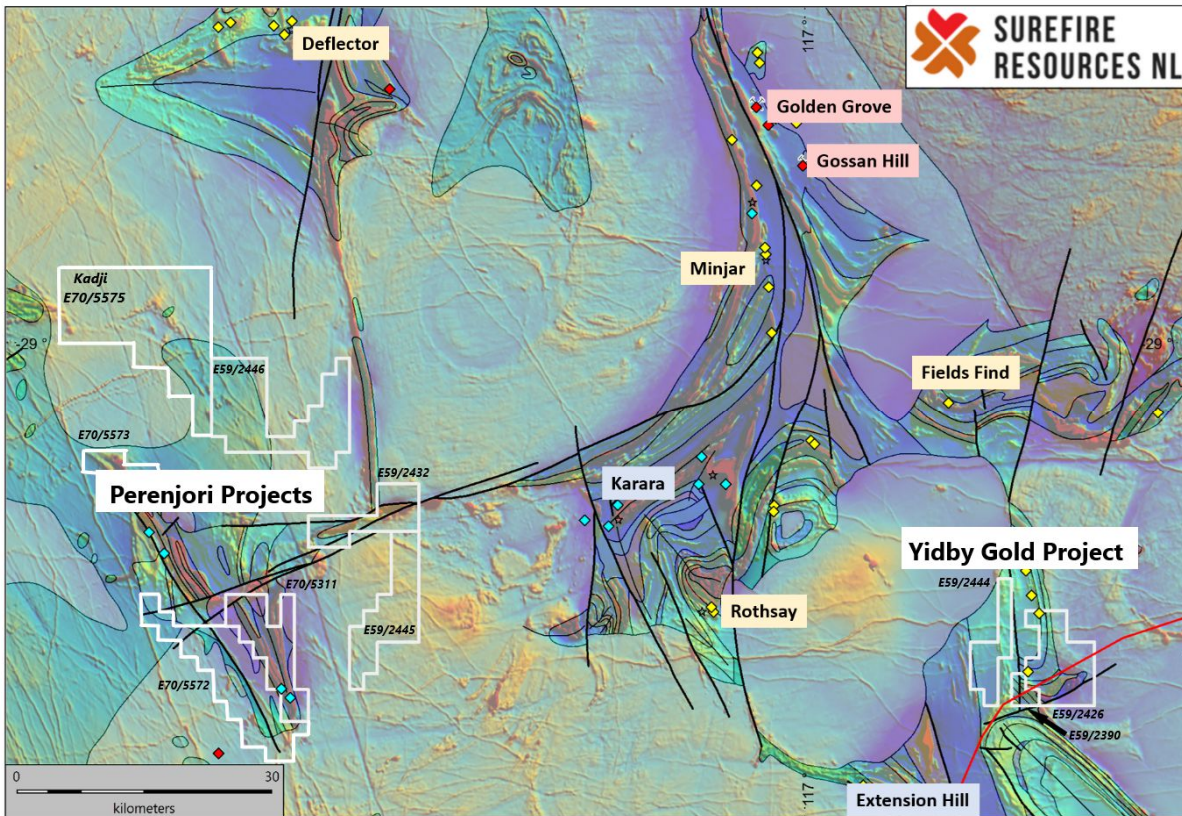 Deflector
117 °
SUREFIRE
RESOURCES NL
Golden Grove
Gossan Hill
Minjar
Kadji
E70/5575
-29 °
-29 °
E59/2446
Fields Find
E70/5573
E59/2432
Karara
Perenjori Projects
Yidby Gold Project
E70/5311
E59/2444
Rothsay
E59/2445
E70/5572
E59/2426
E59/2390
0 30
kilometers
117 °
Extension Hill